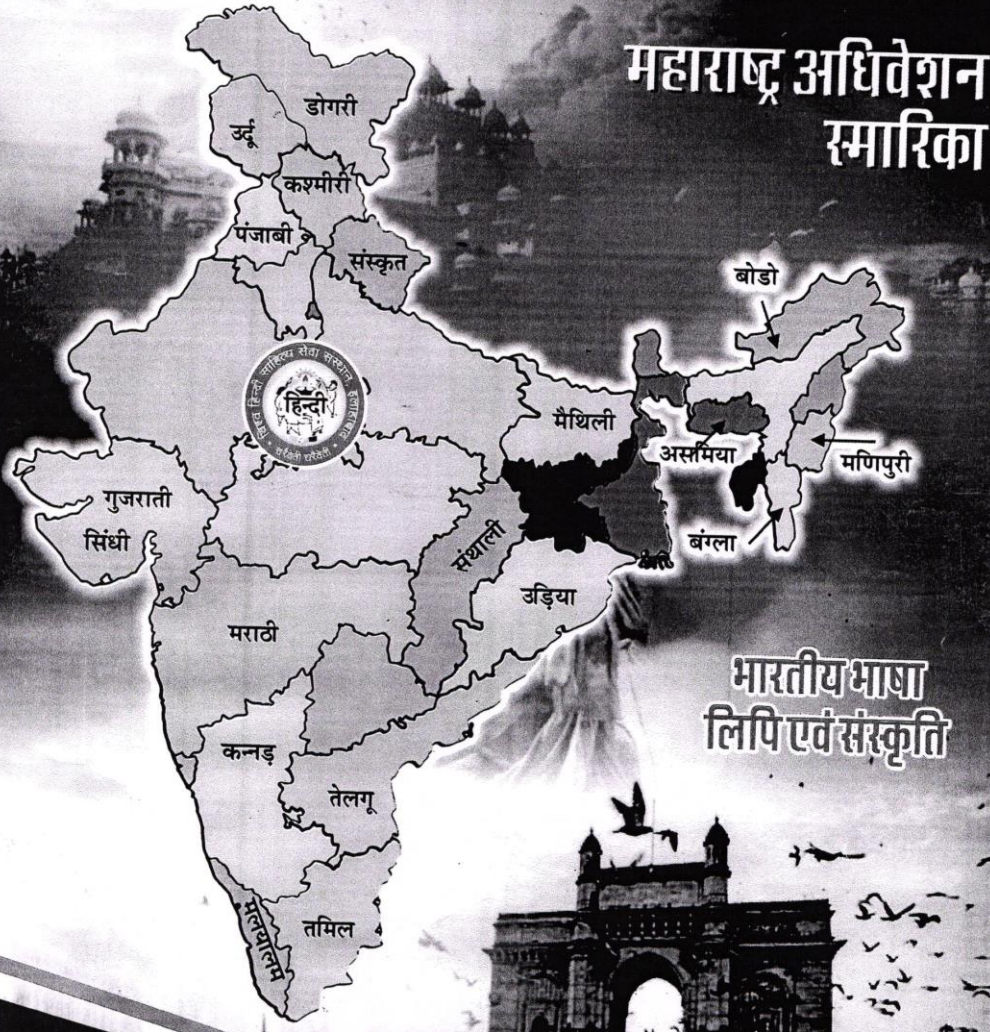 महाराष्ट्र अधिवेशन
स्मारिका
डोगरी
उर्दू
कश्मीरी
पंजाबी
संस्कृत
बोडो
विश्व हिन्दी साहित्य सेवा संस्थान, इलाहाबाद
हिन्दी
मैथिली
असमिया
मणिपुरी
गुजराती
सिंधी
बंग्ला
संथाली
उड़िया
मराठी
भारतीय भाषा
लिपि एवं संस्कृति
कन्नड़
तेलगू
मलयालम
तमिल